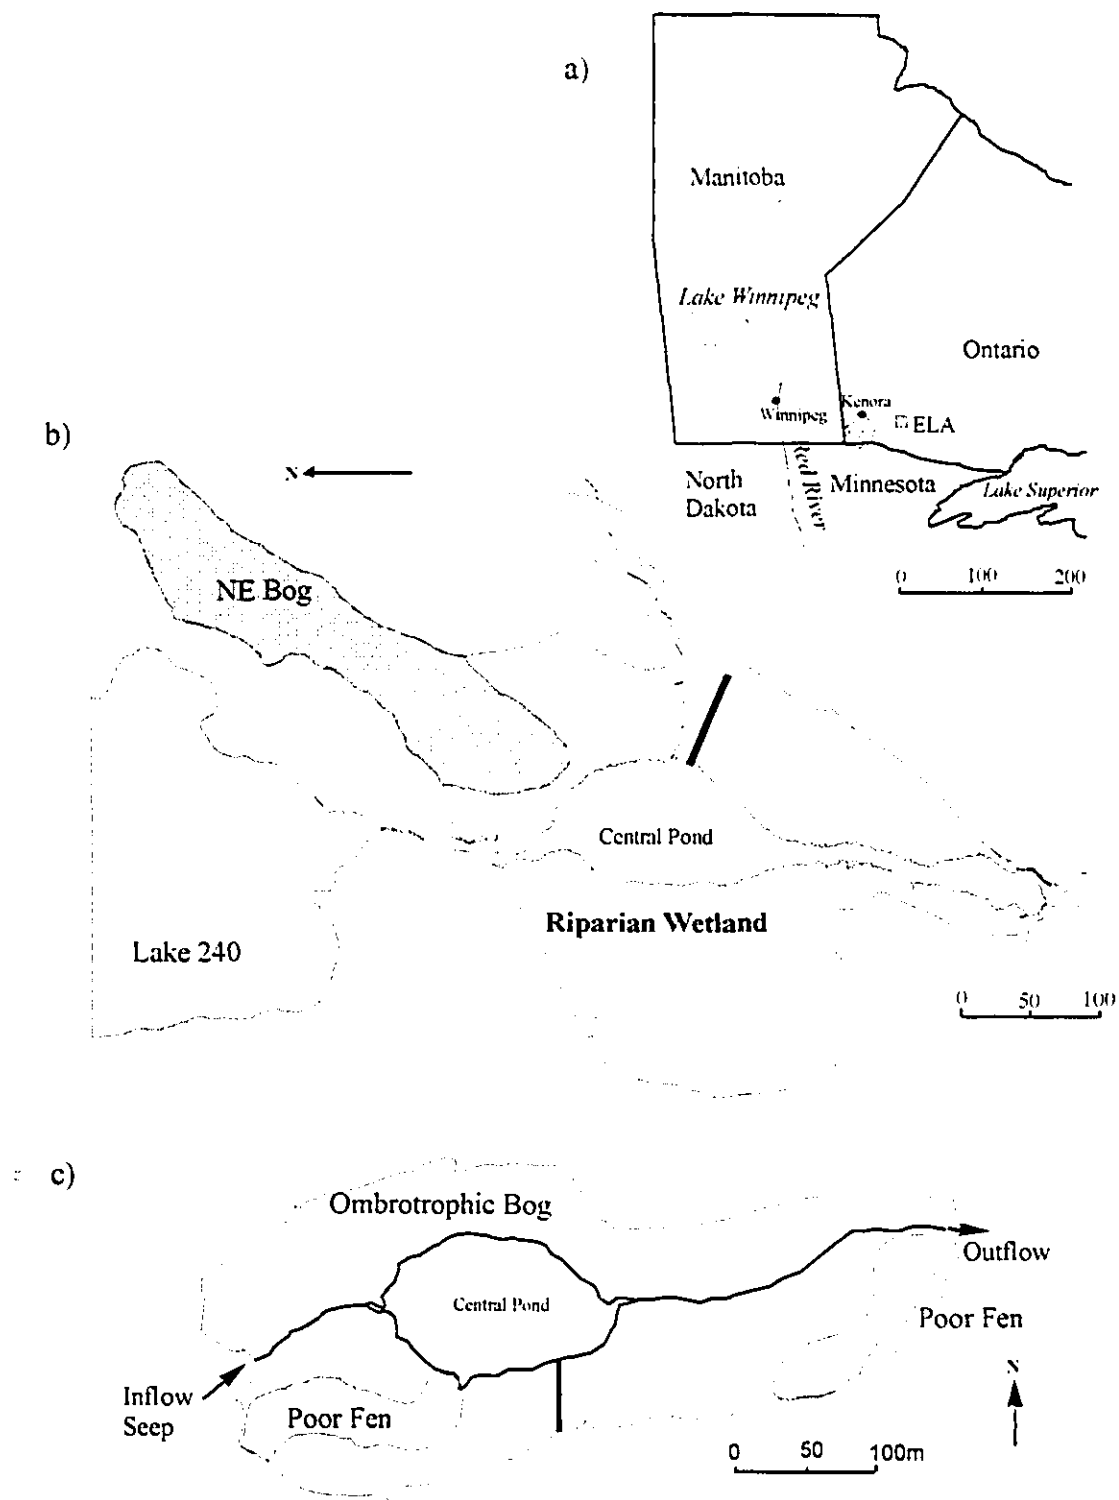 a)
Manitoba
Lake Winnipeg
Ontario
Kenora
Winnipeg
ELA
North
Dakota
Red River
Minnesota
Lake Superior
0 100 200
b)
N
NE Bog
Central Pond
Riparian Wetland
Lake 240
0 50 100
c)
Ombrotrophic Bog
Outflow
Central Pond
Poor Fen
N
Inflow
Seep
Poor Fen
0 50 100m